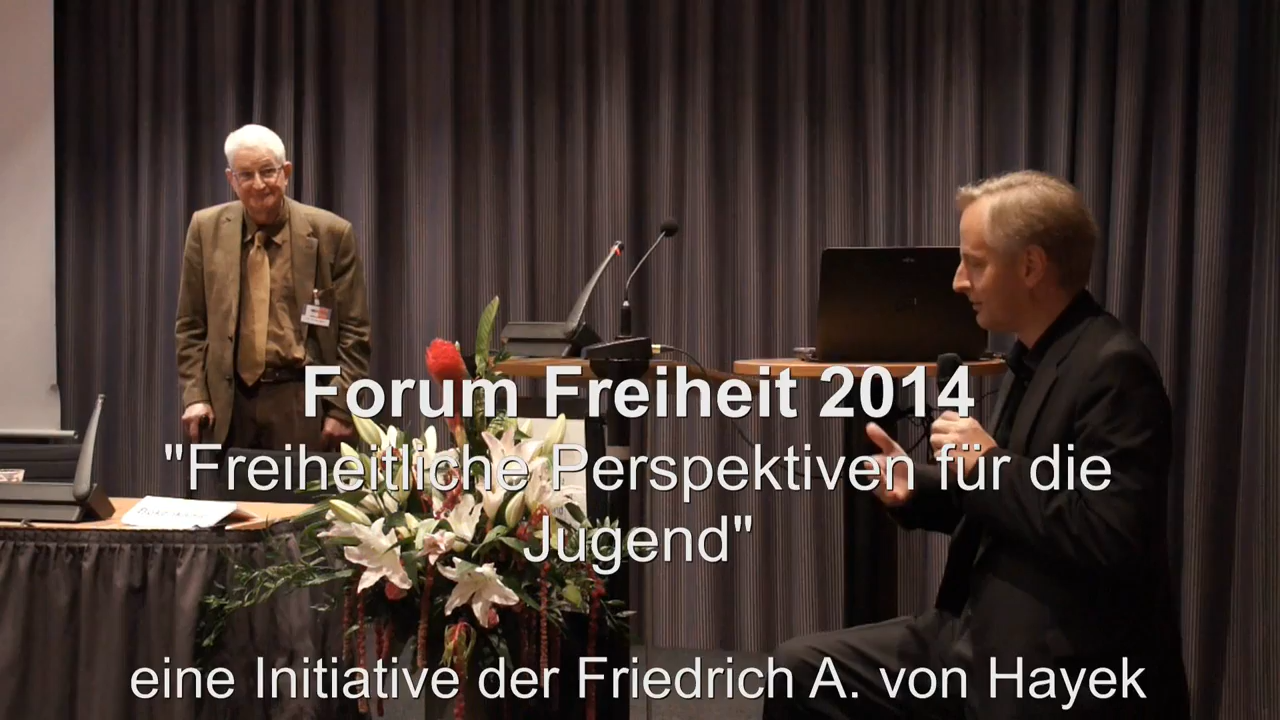 Forum Freiheit 2014
"Freiheitliche Perspektiven für die
Jugend"
eine Initiative der Friedrich A. von Hayek